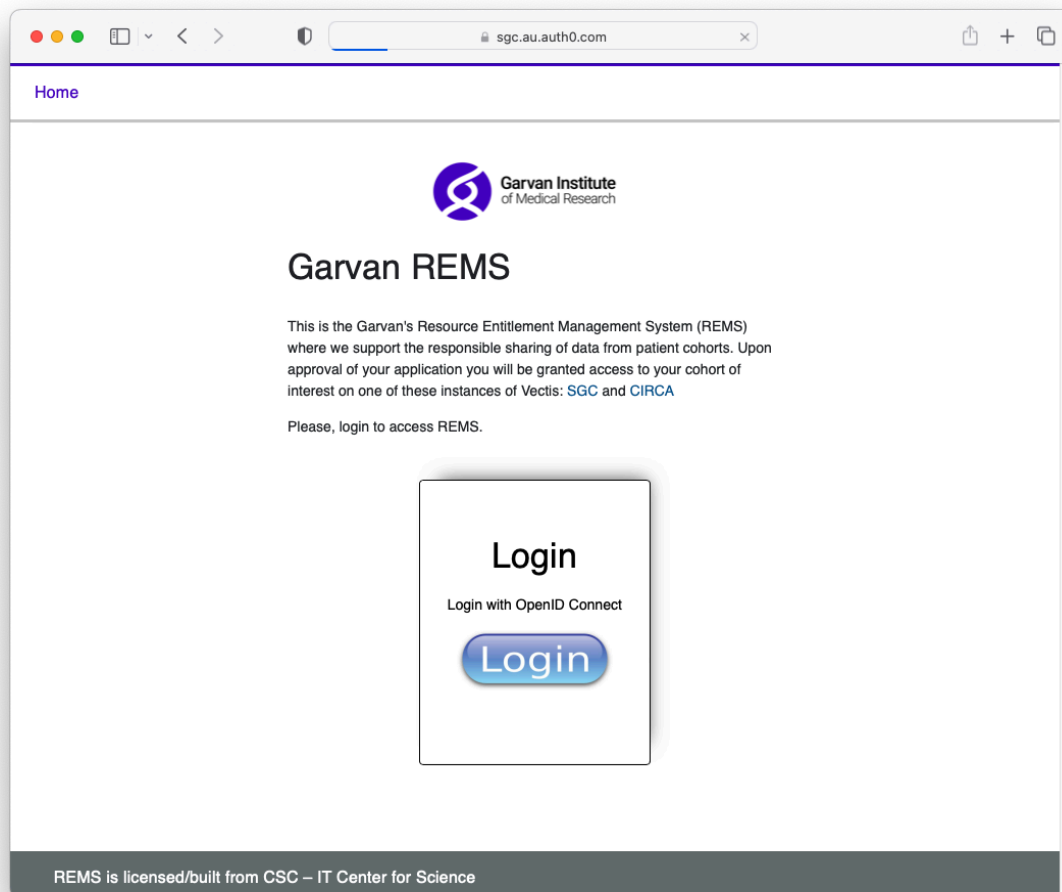 sgc.au.auth0.com
Home
Garvan Institute
of Medical Research
Garvan REMS
This is the Garvan's Resource Entitlement Management System (REMS)
where we support the responsible sharing of data from patient cohorts. Upon
approval of your application you will be granted access to your cohort of
interest on one of these instances of Vectis: SGC and CIRCA
Please, login to access REMS.
Login
Login with OpenID Connect
Login
REMS is licensed/built from CSC – IT Center for Science